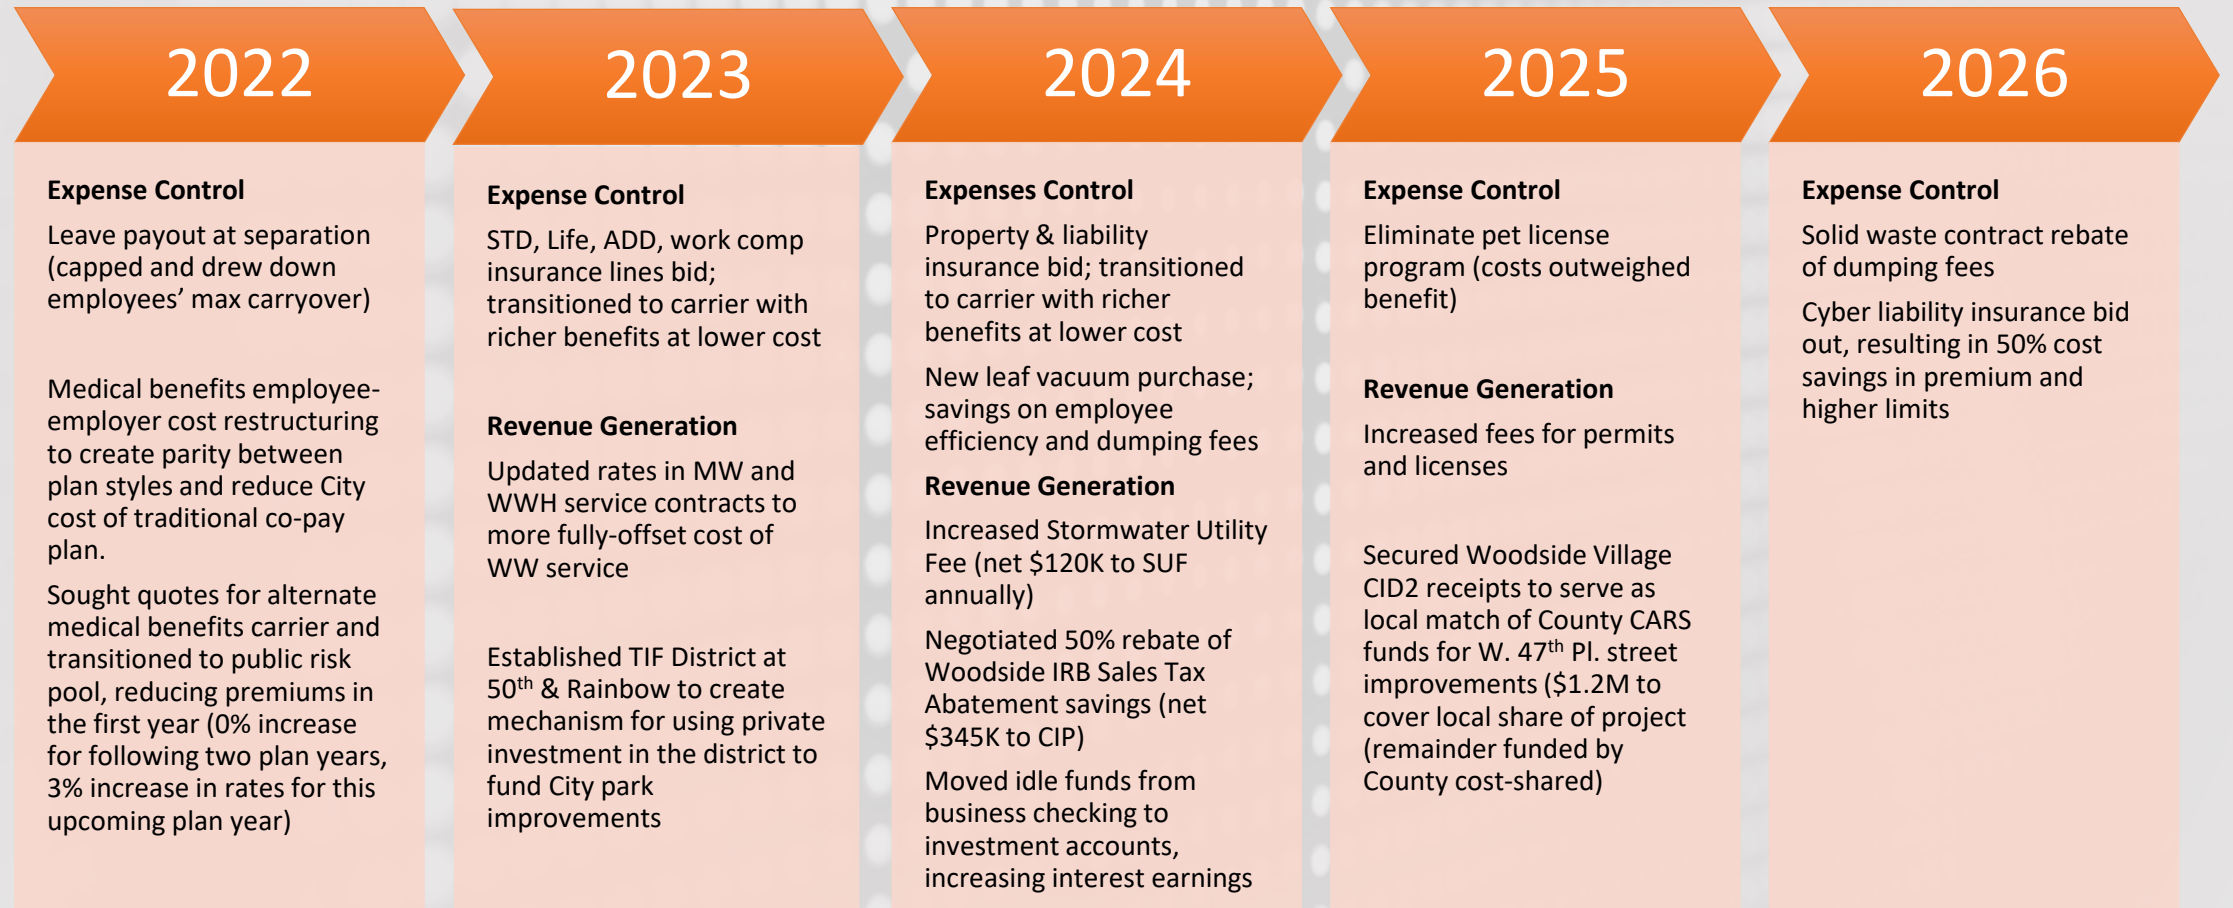 2022
Expense Control
Leave payout at separation
(capped and drew down
employees’ max carryover)
Medical benefits employee-
employer cost restructuring
to create parity between
plan styles and reduce City
cost of traditional co-pay
plan.
Sought quotes for alternate
medical benefits carrier and
transitioned to public risk
pool, reducing premiums in
the first year (0% increase
for following two plan years,
3% increase in rates for this
upcoming plan year)
2023
Expense Control
STD, Life, ADD, work comp
insurance lines bid;
transitioned to carrier with
richer benefits at lower cost
Revenue Generation
Updated rates in MW and
WWH service contracts to
more fully-offset cost of
WW service
Established TIF District at
50th & Rainbow to create
mechanism for using private
investment in the district to
fund City park
improvements
2024
Expenses Control
Property & liability
insurance bid; transitioned
to carrier with richer
benefits at lower cost
New leaf vacuum purchase;
savings on employee
efficiency and dumping fees
Revenue Generation
Increased Stormwater Utility
Fee (net $120K to SUF
annually)
Negotiated 50% rebate of
Woodside IRB Sales Tax
Abatement savings (net
$345K to CIP)
Moved idle funds from
business checking to
investment accounts,
increasing interest earnings
2025
Expense Control
Eliminate pet license
program (costs outweighed
benefit)
Revenue Generation
Increased fees for permits
and licenses
Secured Woodside Village
CID2 receipts to serve as
local match of County CARS
funds for W. 47th Pl. street
improvements ($1.2M to
cover local share of project
(remainder funded by
County cost-shared)
2026
Expense Control
Solid waste contract rebate
of dumping fees
Cyber liability insurance bid
out, resulting in 50% cost
savings in premium and
higher limits